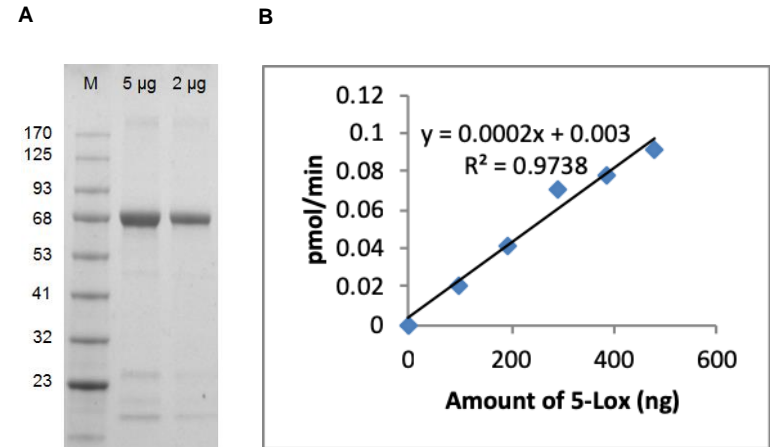 A
B
M 5 µg 2 µg
170
125
93
68
53
41
32
23
0.12
0.1
0.08
0.06
0.04
0.02
0
y = 0.0002x + 0.003
R² = 0.9738
pmol/min
0 200 400 600
Amount of 5-Lox (ng)